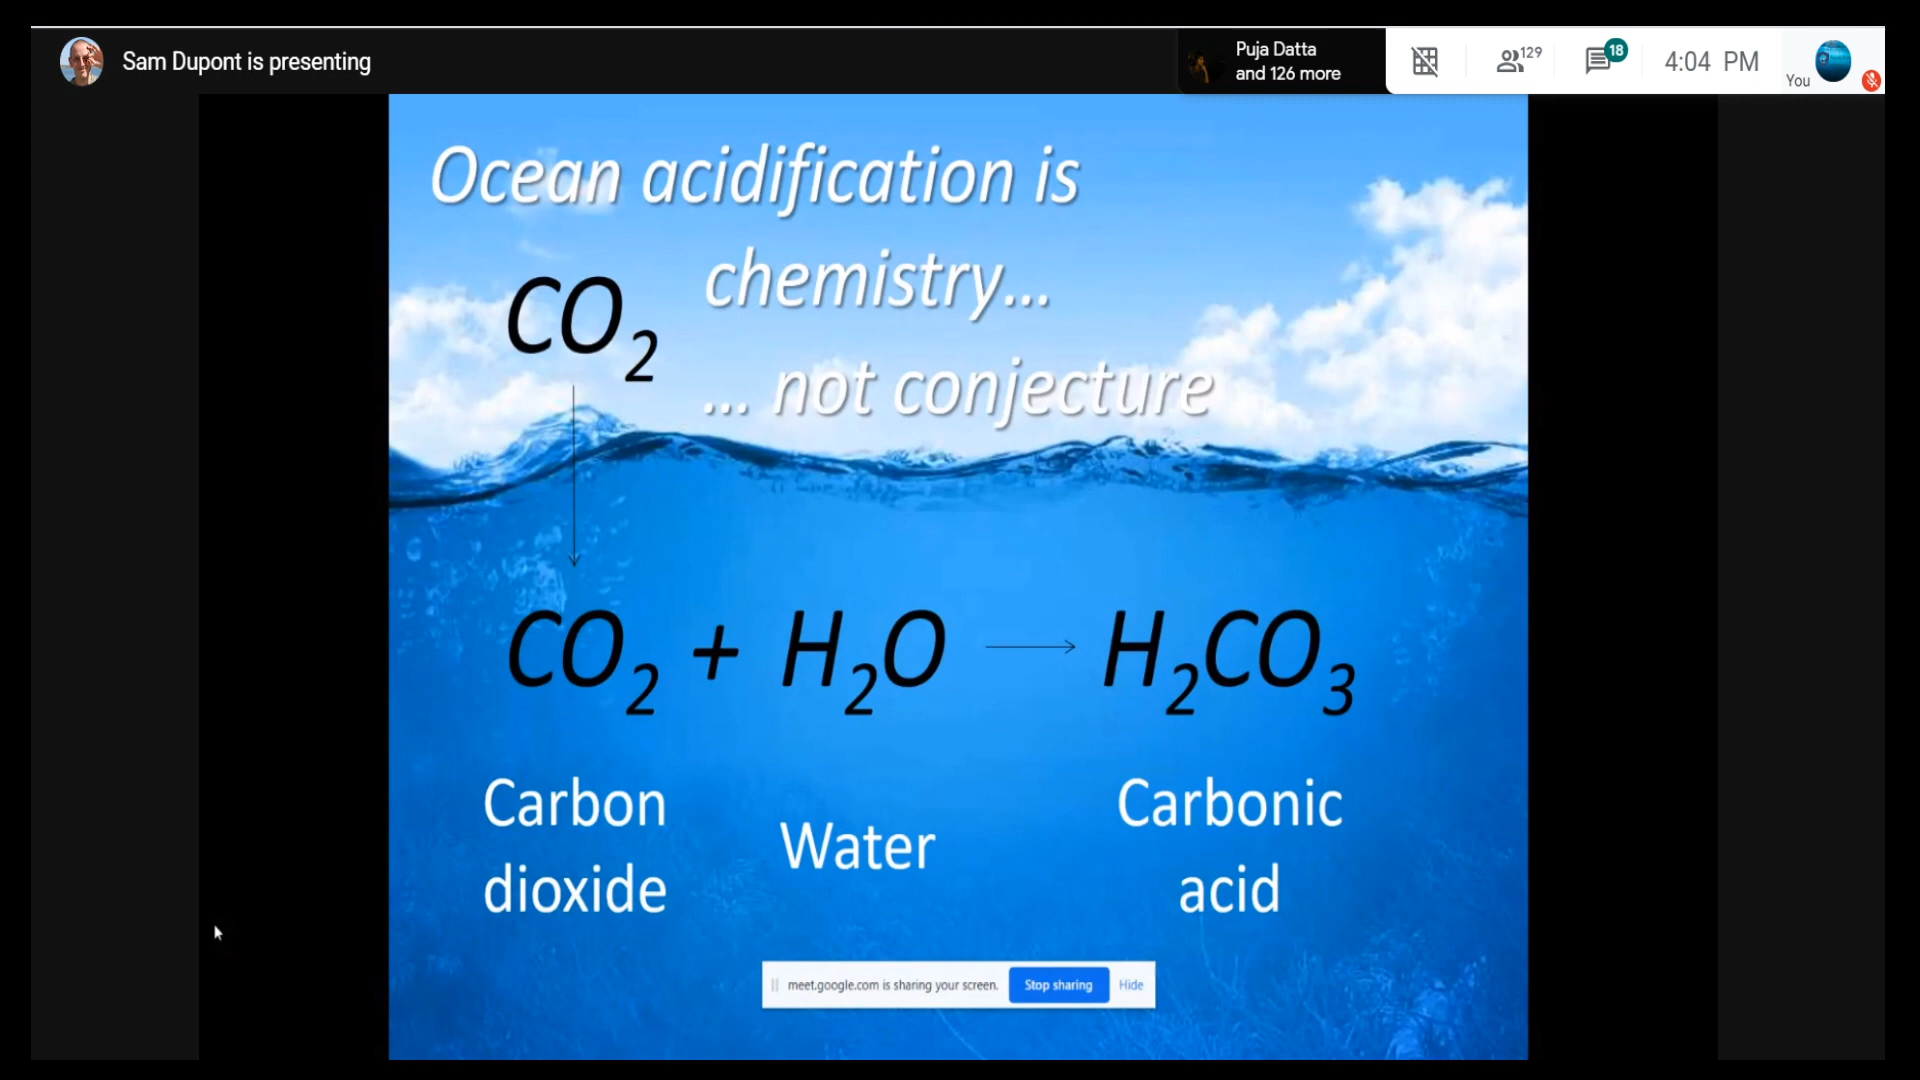 Sam Dupont is presenting
Puja Datta
and 126 more
129
18
4:04 PM
You
Ocean acidification is
chemistry...
... not conjecture
CO₂
CO₂ + H₂O → H₂CO₃
Carbon
dioxide
Water
Carbonic
acid
meet.google.com is sharing your screen. Stop sharing Hide